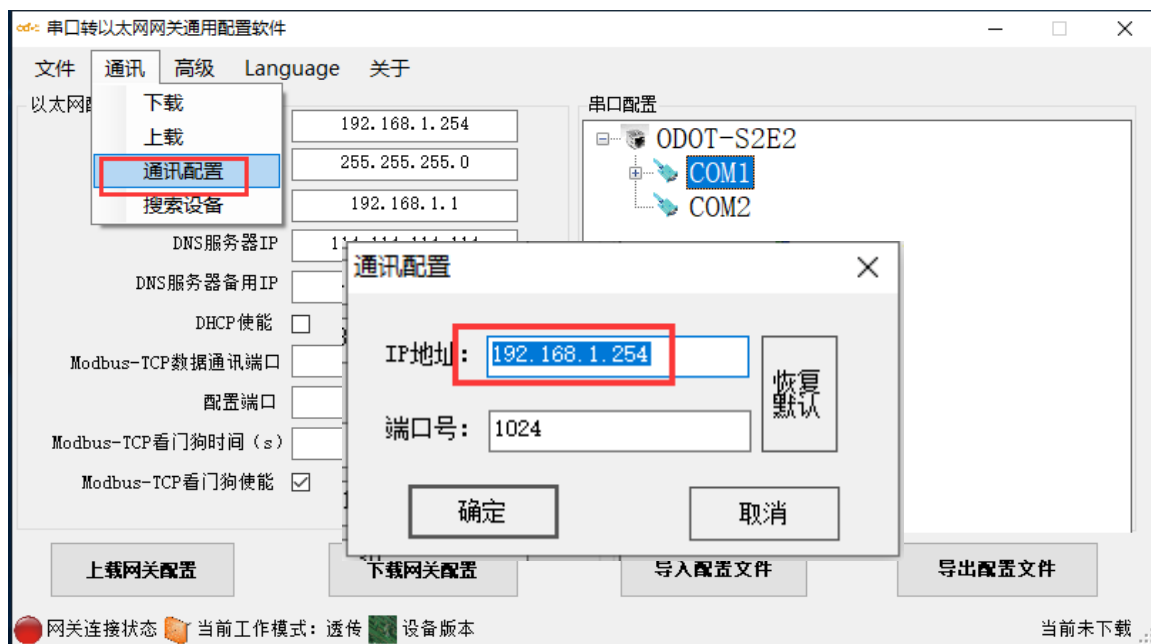 串口转以太网网关通用配置软件
文件 通讯 高级 Language 关于
下载
上载
通讯配置
搜索设备
以太网
192.168.1.254
255.255.255.0
192.168.1.1
DNS服务器IP
DNS服务器备用IP
DHCP使能
Modbus-TCP数据通讯端口
配置端口
Modbus-TCP看门狗时间（s）
Modbus-TCP看门狗使能
串口配置
ODOT-S2E2
COM1
COM2
通讯配置
IP地址： 192.168.1.254
端口号： 1024
恢复默认
确定 取消
上载网关配置 下载网关配置 导入配置文件 导出配置文件
网关连接状态 当前工作模式：透传 设备版本 当前未下载